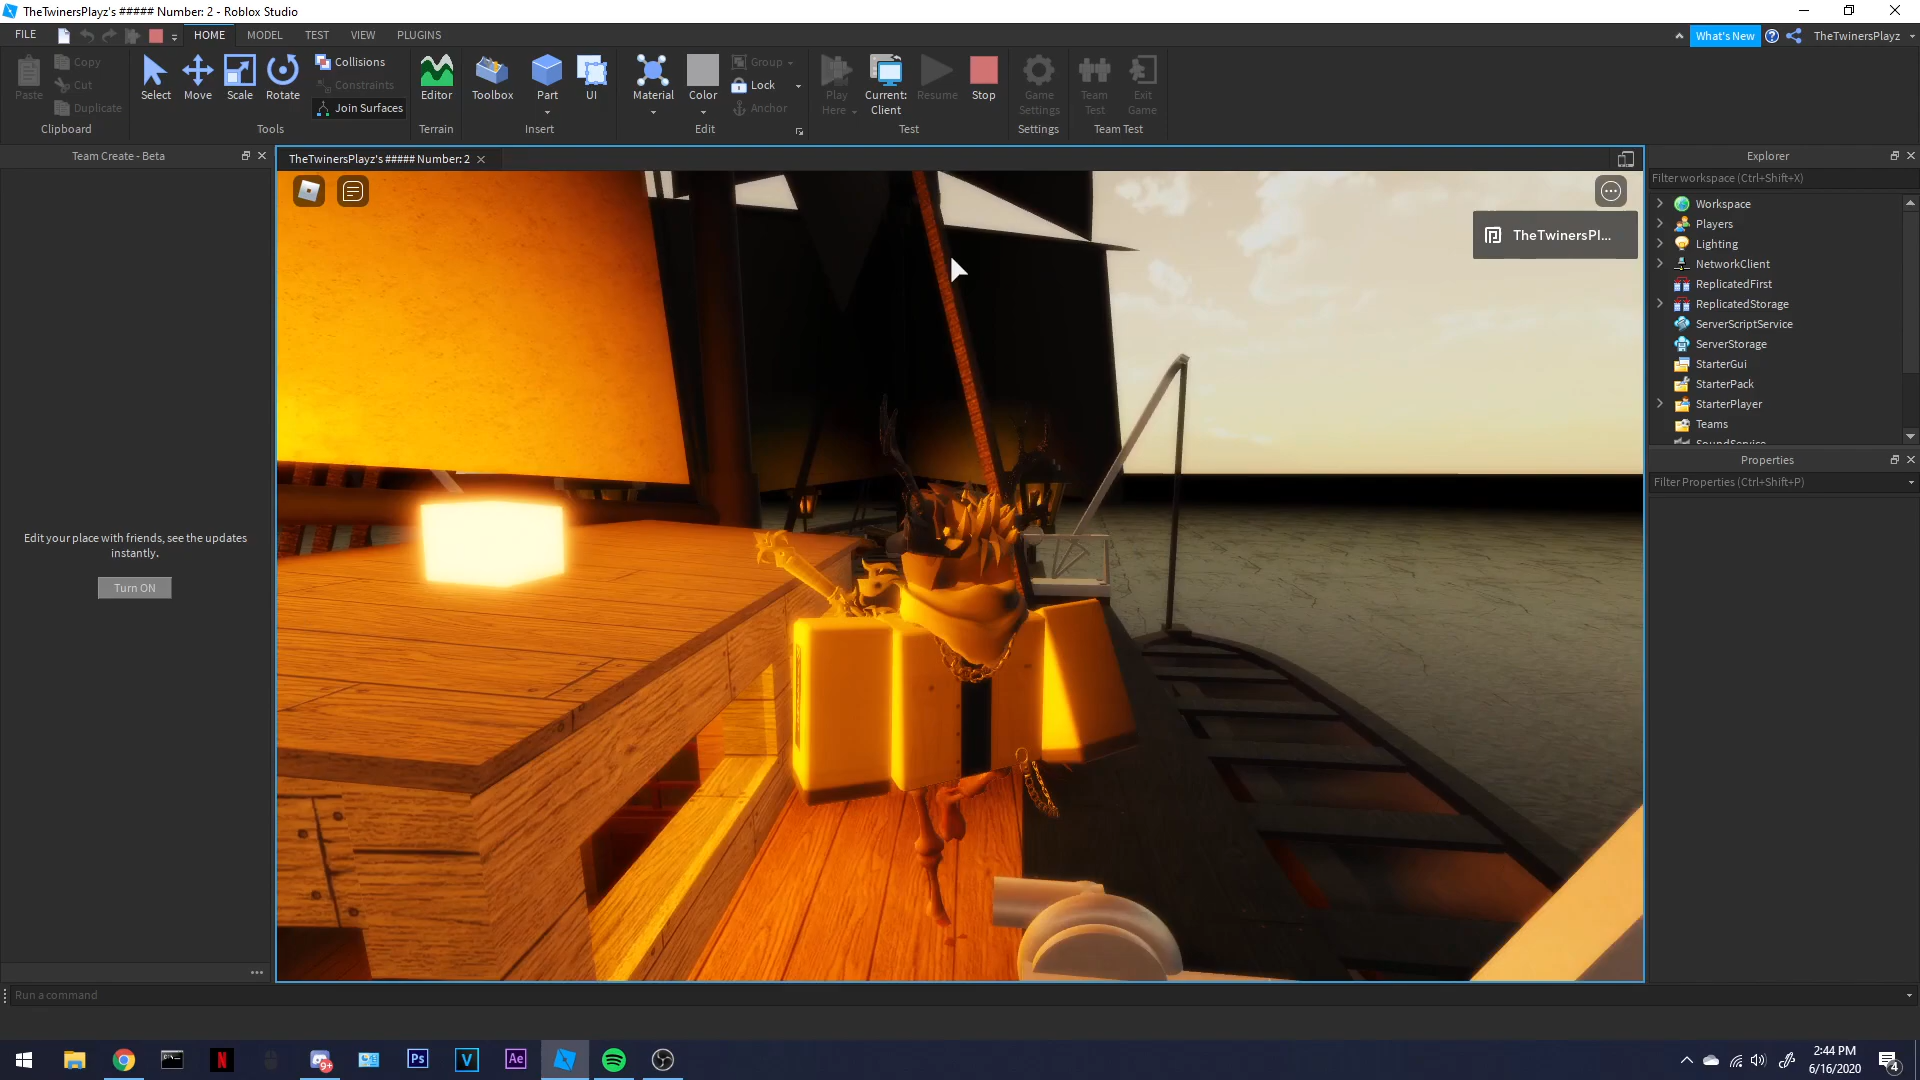 TheTwinersPlayz's ##### Number: 2 - Roblox Studio
FILE HOME MODEL TEST VIEW PLUGINS What's New TheTwinersPlayz
Paste Copy Cut Duplicate
Clipboard
Select Move Scale Rotate Collisions Constraints Join Surfaces
Tools
Editor
Terrain
Toolbox Part UI
Insert
Material Color Group Lock Anchor
Edit
Play Here Current: Client Resume Stop
Test
Game Settings
Settings
Team Test Exit Game
Team Test
Team Create - Beta
TheTwinersPlayz's ##### Number: 2
Explorer
Filter workspace (Ctrl+Shift+X)
Workspace
Players
Lighting
NetworkClient
ReplicatedFirst
ReplicatedStorage
ServerScriptService
ServerStorage
StarterGui
StarterPack
StarterPlayer
Teams
SoundService
TheTwinersPl...
Properties
Filter Properties (Ctrl+Shift+P)
Edit your place with friends, see the updates
instantly.
Turn ON
Run a command
9+
Ps
V
Ae
N
2:44 PM
6/16/2020
4